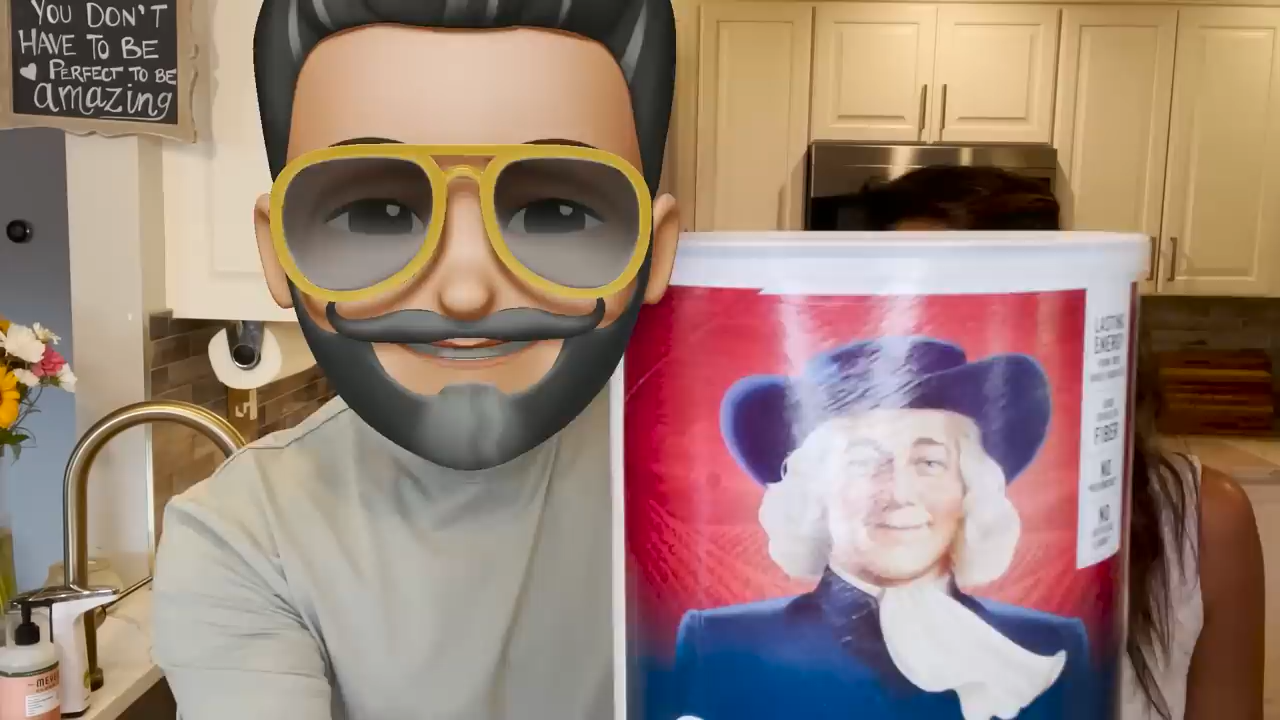 YOU DON'T
HAVE TO BE
PERFECT TO BE
amazing
LASTING
ENERGY
FIBER
NO
NO